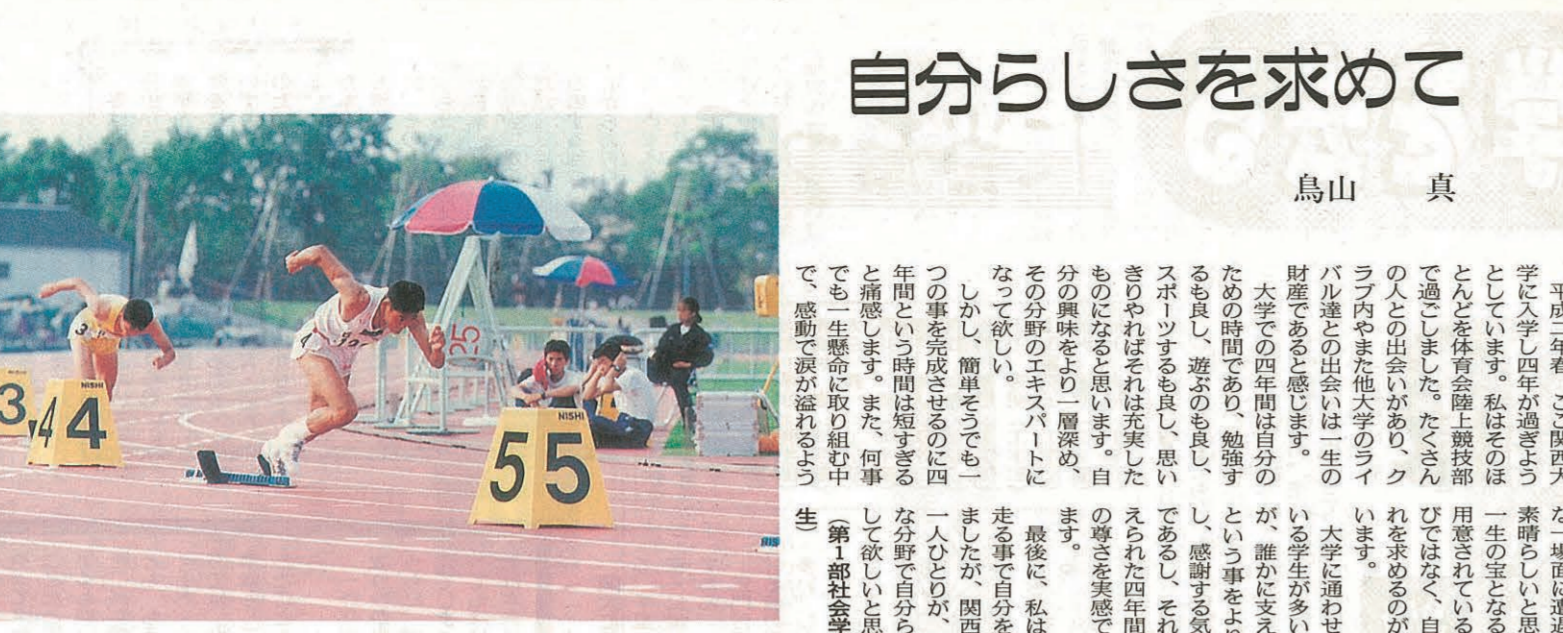 自分らしさを求めて
鳥山 真
平成二年春、ここ関西大
学に入学し四年が過ぎよう
としています。私はそのほ
とんどを体育会陸上競技部
で過ごしました。たくさん
の人との出会いがあり、ク
ラブ内やまた他大学のライ
バル達との出会いは一生の
財産であると感じます。
大学での四年間は自分の
ための時間であり、勉強す
るも良し、遊ぶのも良し、
スポーツするも良し、思い
きりやればそれは充実した
ものになると思います。自
分の興味をより一層深め、
その分野のエキスパートに
なって欲しい。
しかし、簡単そうでも一
つの事を完成させるのに四
年間という時間は短すぎる
と痛感します。また、何事
でも一生懸命に取り組む中
で、感動で涙が溢れるよう
な一場面に遭遇
素晴らしいと思
一生の宝となる
用意されている
びではなく、自
れを求めるのが
います。
大学に通わせ
いる学生が多い
が、誰かに支え
という事をより
し、感謝する気
であるし、それ
えられた四年間
の尊さを実感で
ます。
最後に、私は
走る事で自分を
ましたが、関西
一人ひとりが、
な分野で自分ら
して欲しいと思
（第1部社会学
生）
3
NISHI
4 4
NISHI
5 5
25